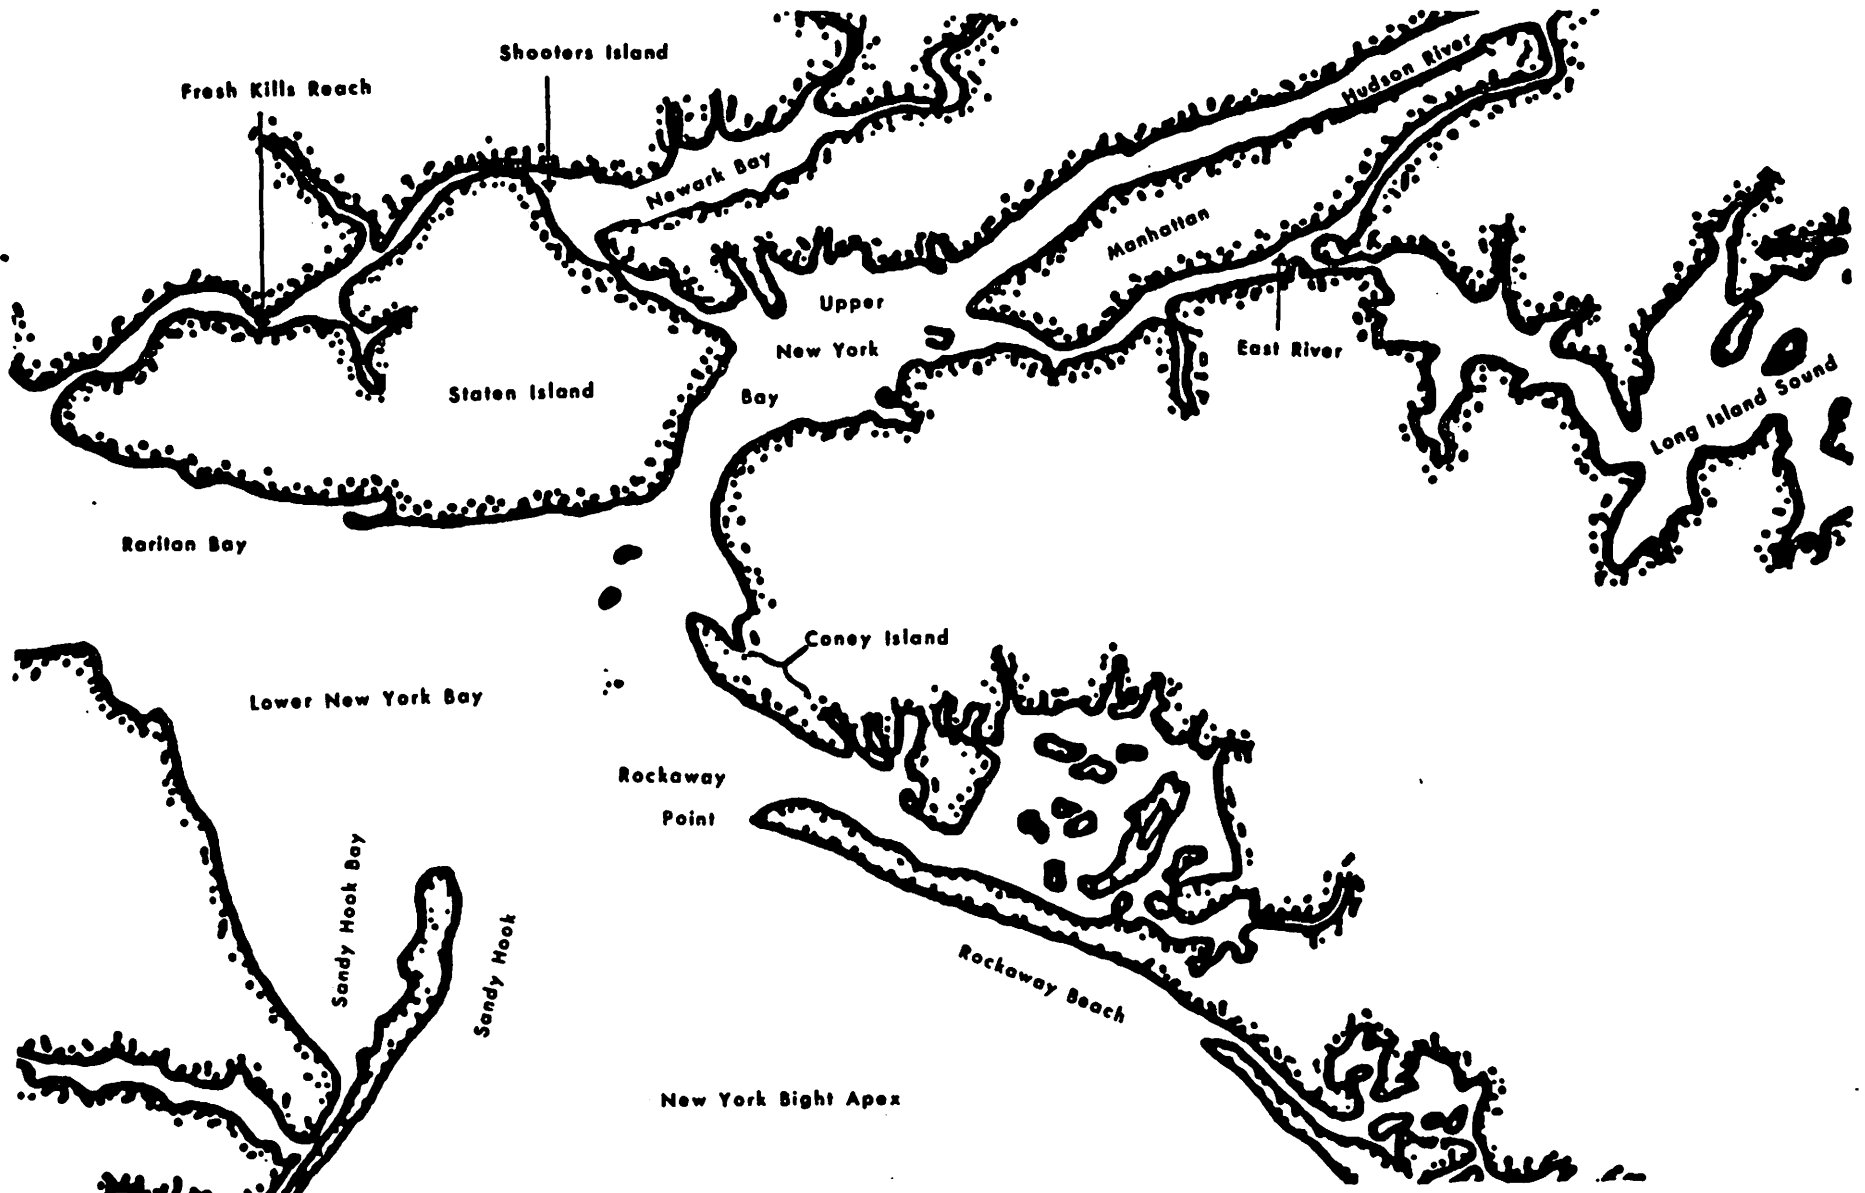 Shooters Island
Hudson River
Fresh Kills Reach
Newark Bay
Manhattan
Upper
New York
Bay
East River
Staten Island
Long Island Sound
Raritan Bay
Coney Island
Lower New York Bay
Rockaway
Point
Sandy Hook Bay
Sandy Hook
Rockaway Beach
New York Bight Apex